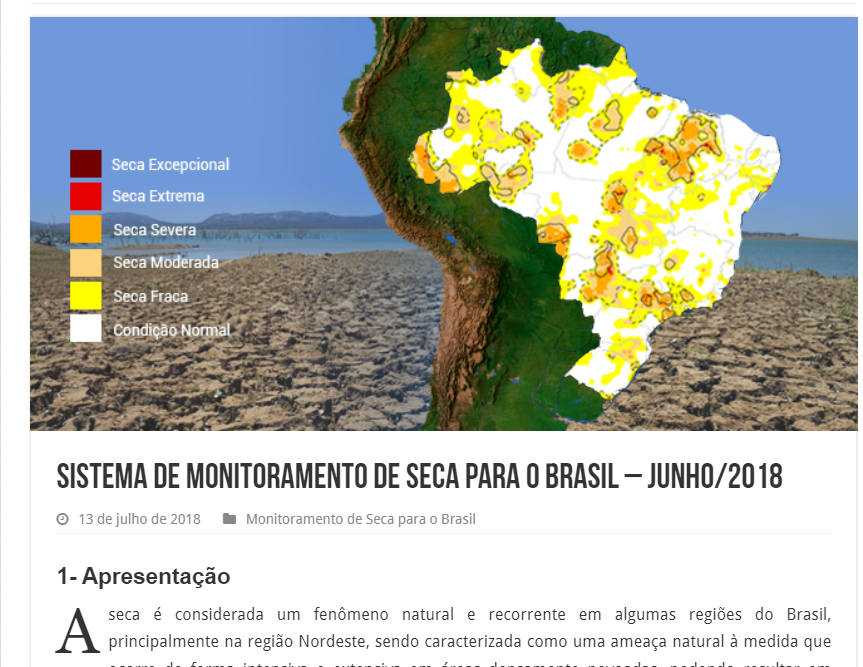 Seca Excepcional
Seca Extrema
Seca Severa
Seca Moderada
Seca Fraca
Condição Normal
SISTEMA DE MONITORAMENTO DE SECA PARA O BRASIL – JUNHO/2018
13 de julho de 2018 Monitoramento de Seca para o Brasil
1- Apresentação
A seca é considerada um fenômeno natural e recorrente em algumas regiões do Brasil,
principalmente na região Nordeste, sendo caracterizada como uma ameaça natural à medida que